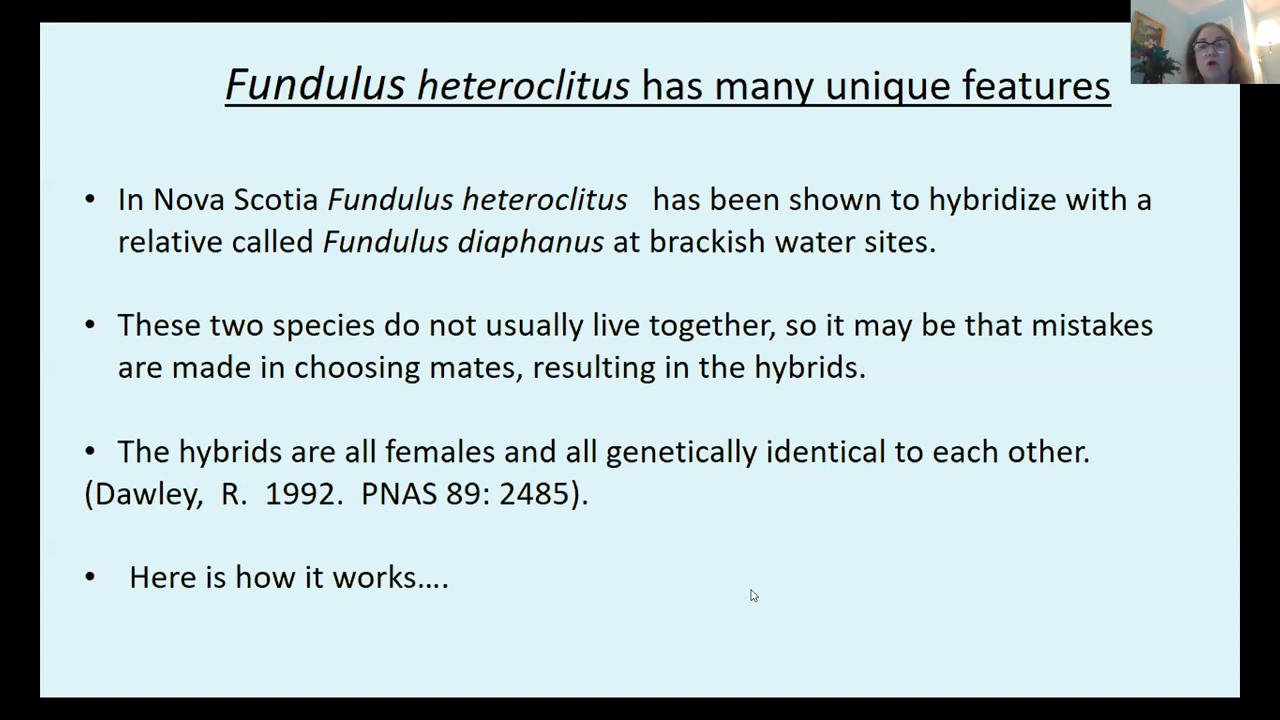 Fundulus heteroclitus has many unique features
• In Nova Scotia Fundulus heteroclitus has been shown to hybridize with a
relative called Fundulus diaphanus at brackish water sites.
• These two species do not usually live together, so it may be that mistakes
are made in choosing mates, resulting in the hybrids.
• The hybrids are all females and all genetically identical to each other.
(Dawley, R. 1992. PNAS 89: 2485).
• Here is how it works....